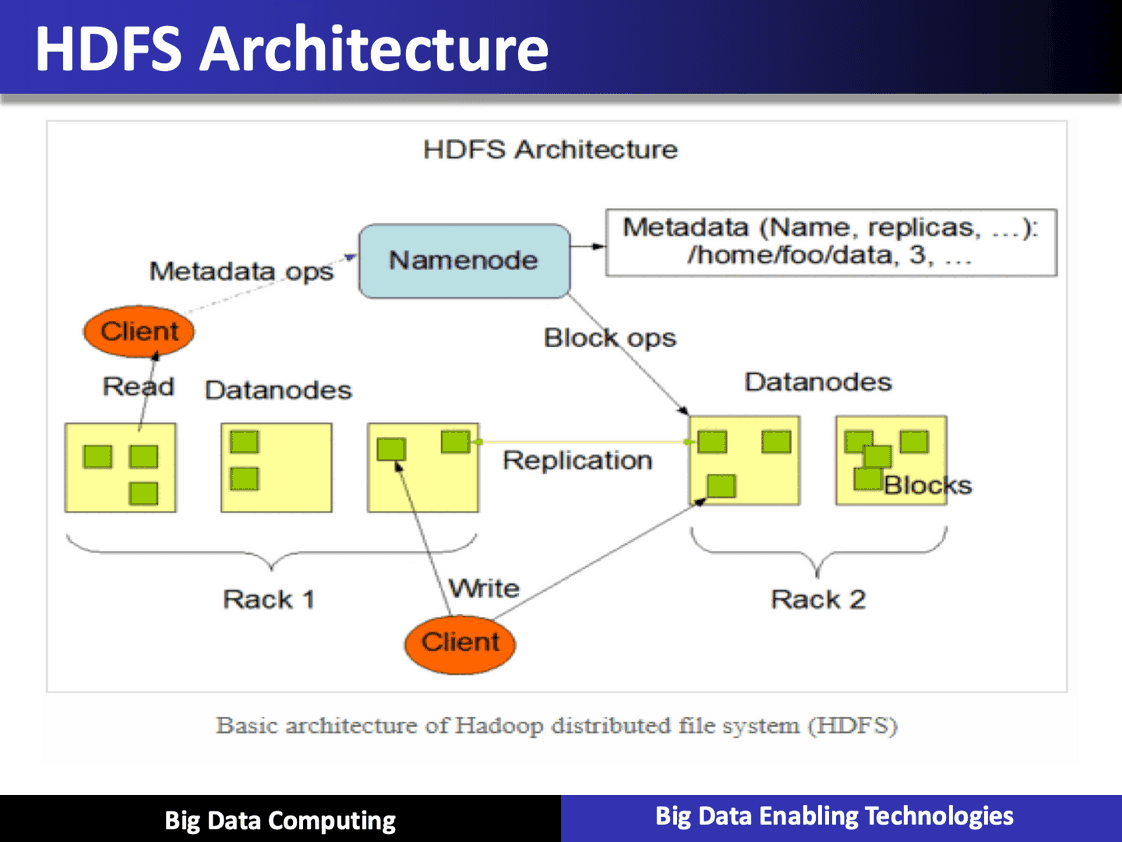 HDFS Architecture
HDFS Architecture
Metadata (Name, replicas, ...):
/home/foo/data, 3, ...
Namenode
Metadata ops
Client
Block ops
Read
Datanodes
Datanodes
Replication
Blocks
Rack 1
Write
Rack 2
Client
Basic architecture of Hadoop distributed file system (HDFS)
Big Data Computing
Big Data Enabling Technologies